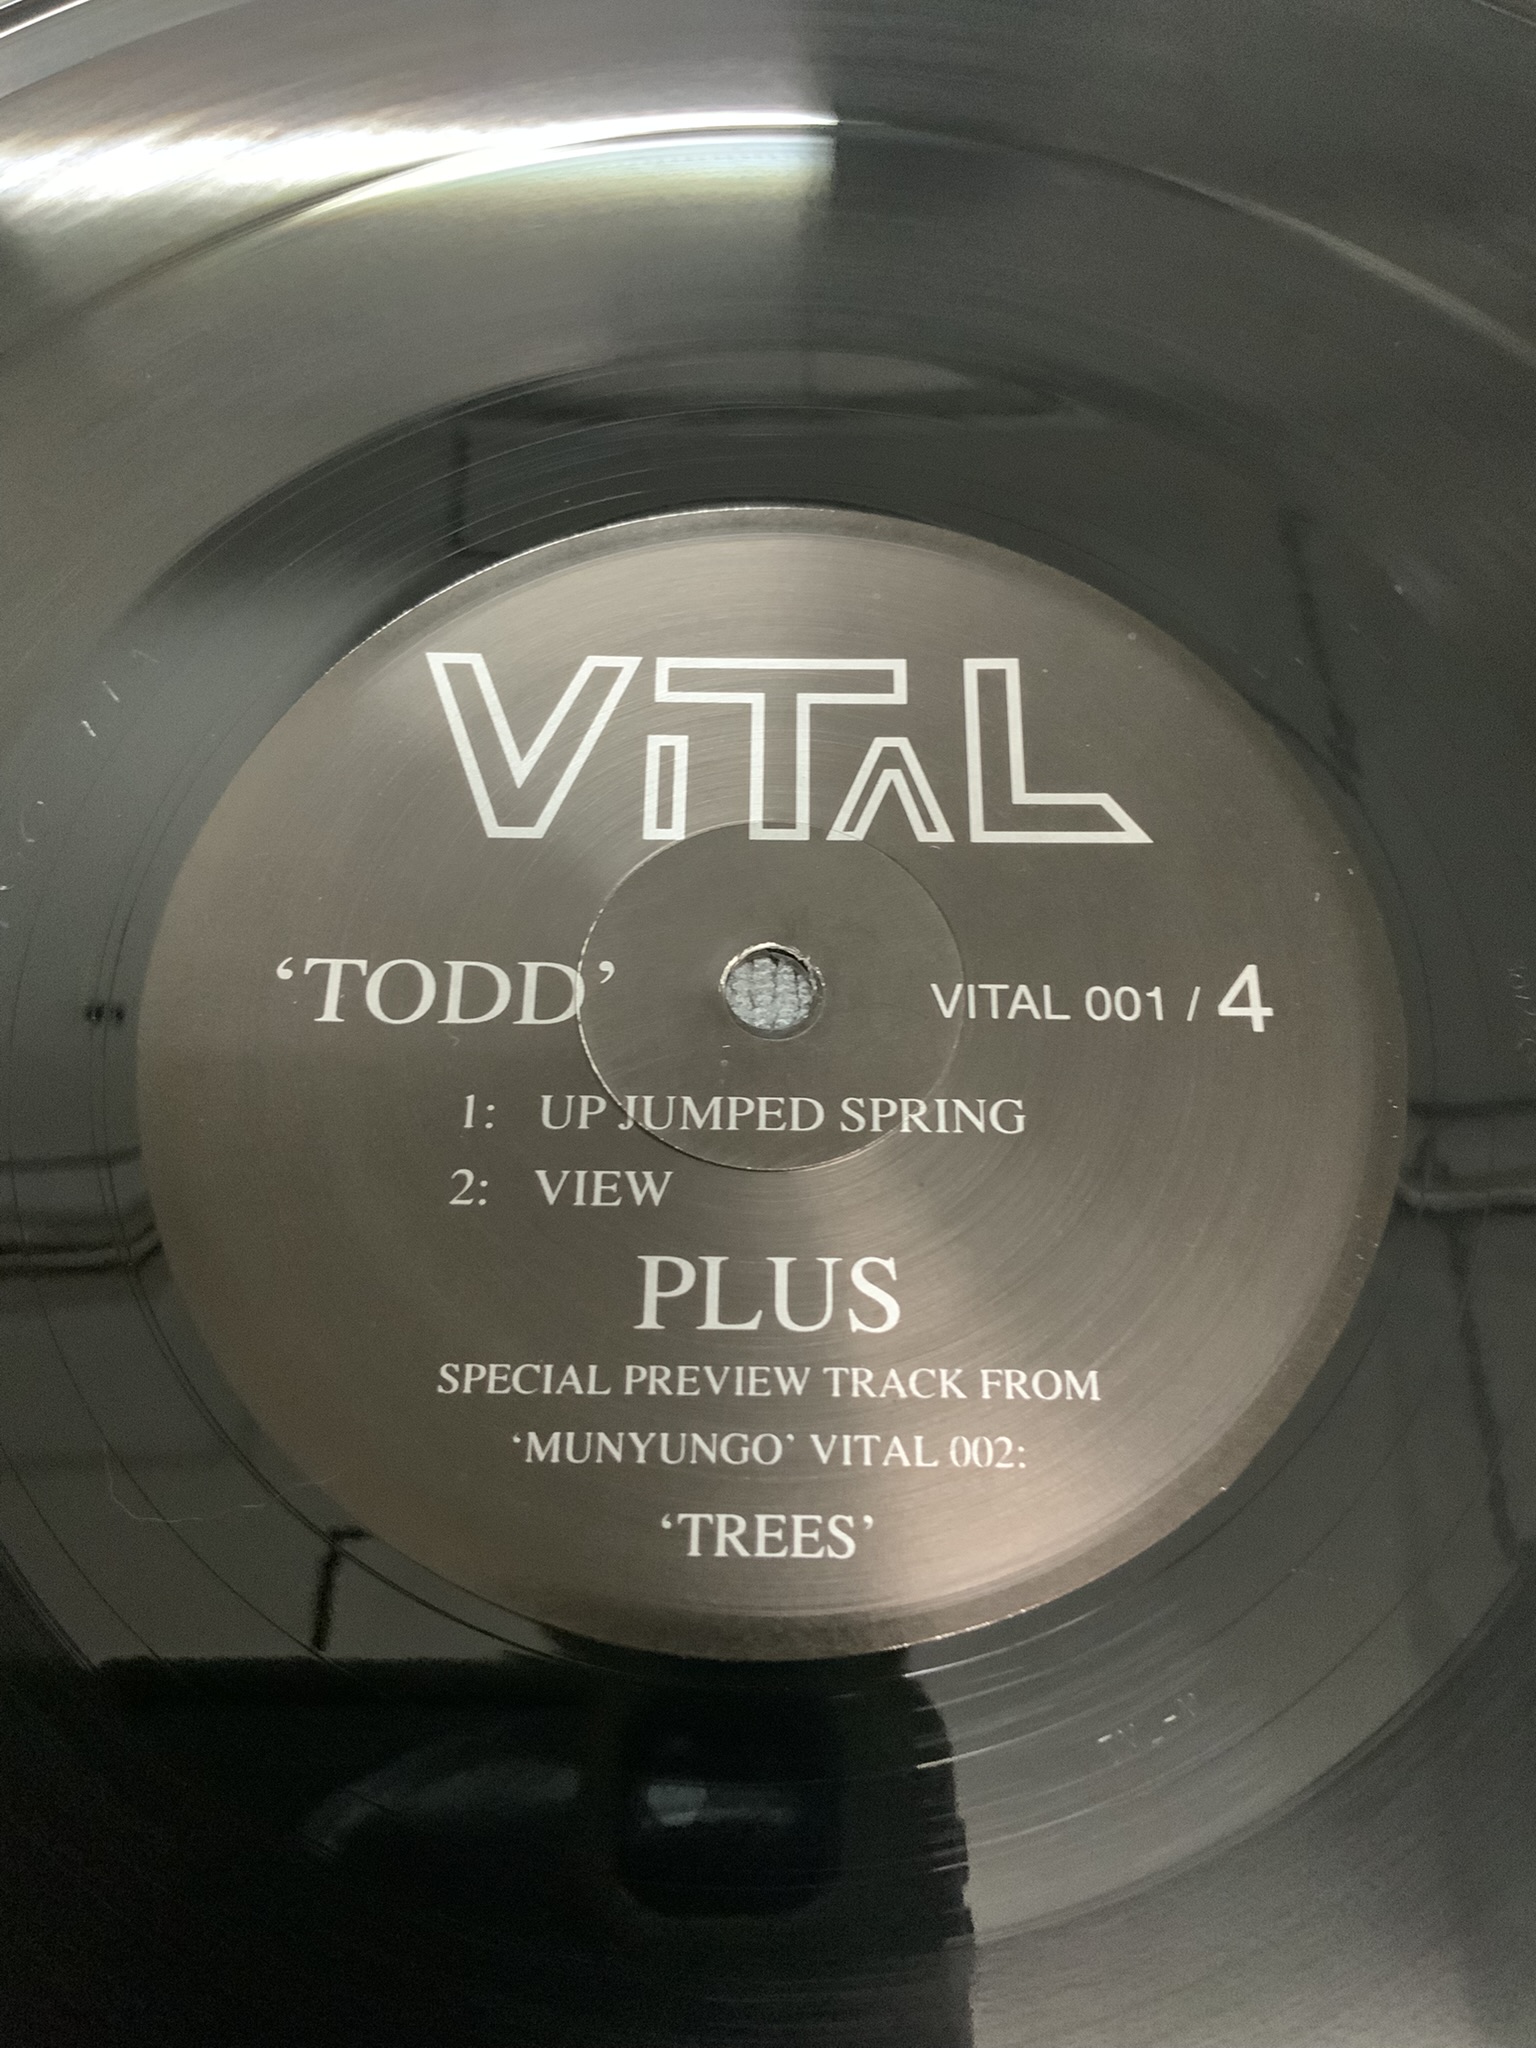 ViTAL
‘TODD’ VITAL 001 / 4
1: UP JUMPED SPRING
2: VIEW
PLUS
SPECIAL PREVIEW TRACK FROM
‘MUNYUNGO’ VITAL 002:
‘TREES’